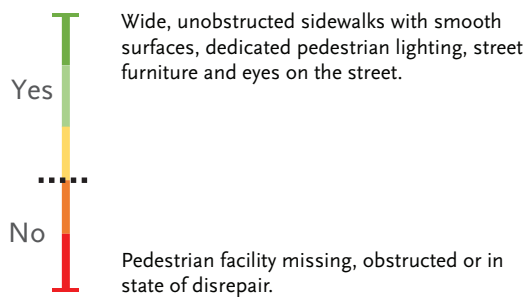 Wide, unobstructed sidewalks with smooth
surfaces, dedicated pedestrian lighting, street
furniture and eyes on the street.
Yes
No
Pedestrian facility missing, obstructed or in
state of disrepair.